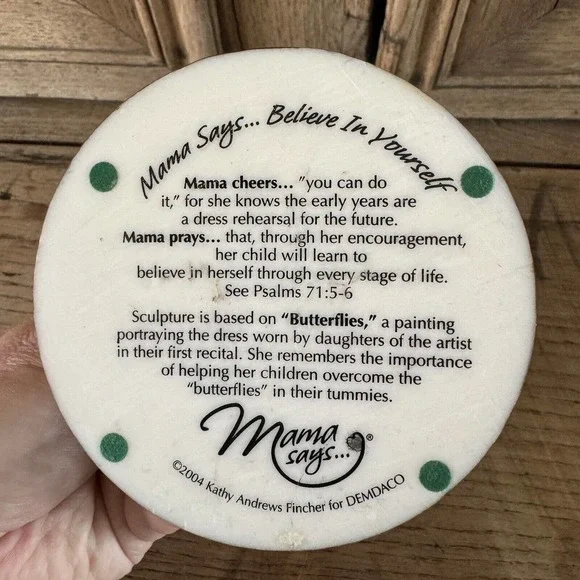 Mama Says... Believe In Yourself
Mama cheers... "you can do
it," for she knows the early years are
a dress rehearsal for the future.
Mama prays... that, through her encouragement,
her child will learn to
believe in herself through every stage of life.
See Psalms 71:5-6
Sculpture is based on "Butterflies," a painting
portraying the dress worn by daughters of the artist
in their first recital. She remembers the importance
of helping her children overcome the
"butterflies" in their tummies.
Mama
says...®
©2004 Kathy Andrews Fincher for DEMDACO